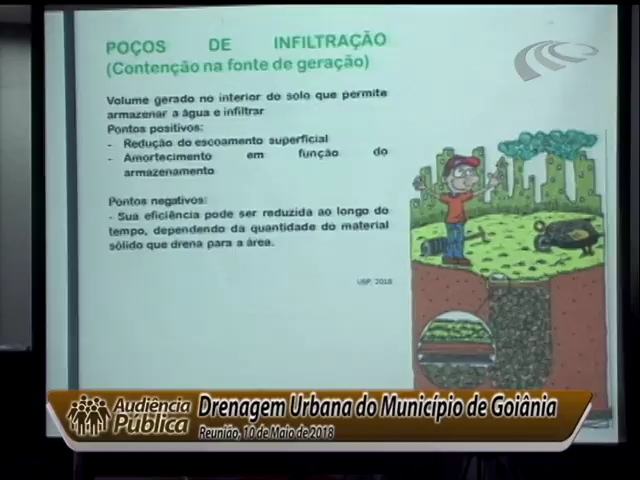 POÇOS DE INFILTRAÇÃO
(Contenção na fonte de geração)
Volume gerado no interior do solo que permite
armazenar a água e infiltrar
Pontos positivos:
- Redução do escoamento superficial
- Amortecimento em função do
armazenamento
Pontos negativos:
- Sua eficiência pode ser reduzida ao longo do
tempo, dependendo da quantidade do material
sólido que drena para a área.
USP, 2018
Audiência
Pública
Drenagem Urbana do Município de Goiânia
Reunião, 10 de Maio de 2018